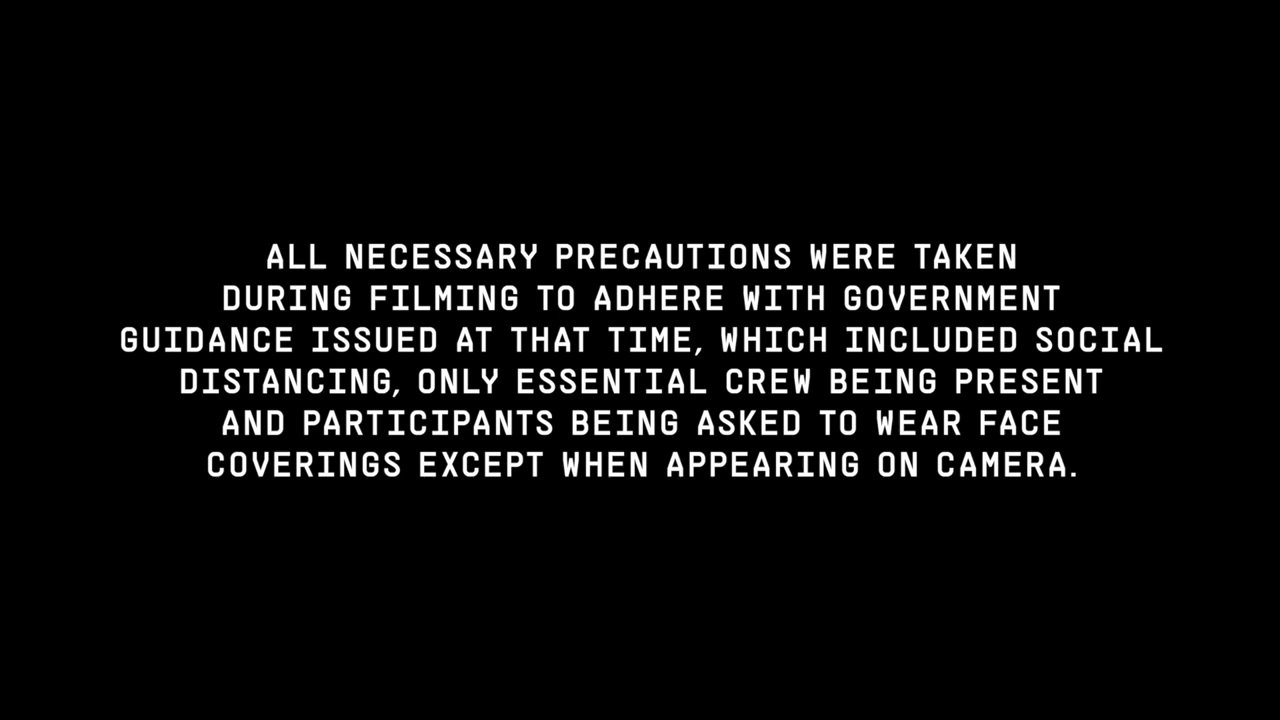 ALL NECESSARY PRECAUTIONS WERE TAKEN
DURING FILMING TO ADHERE WITH GOVERNMENT
GUIDANCE ISSUED AT THAT TIME, WHICH INCLUDED SOCIAL
DISTANCING, ONLY ESSENTIAL CREW BEING PRESENT
AND PARTICIPANTS BEING ASKED TO WEAR FACE
COVERINGS EXCEPT WHEN APPEARING ON CAMERA.